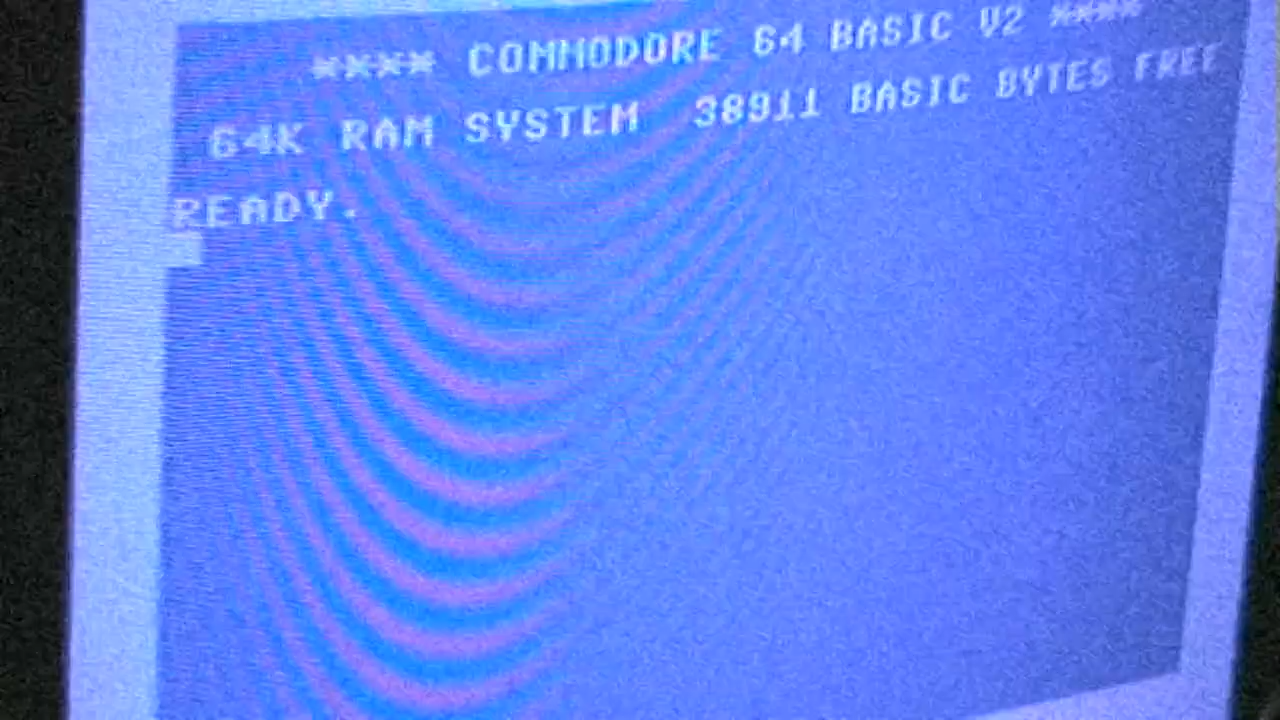 **** COMMODORE 64 BASIC V2 ****
64K RAM SYSTEM 38911 BASIC BYTES FREE
READY.